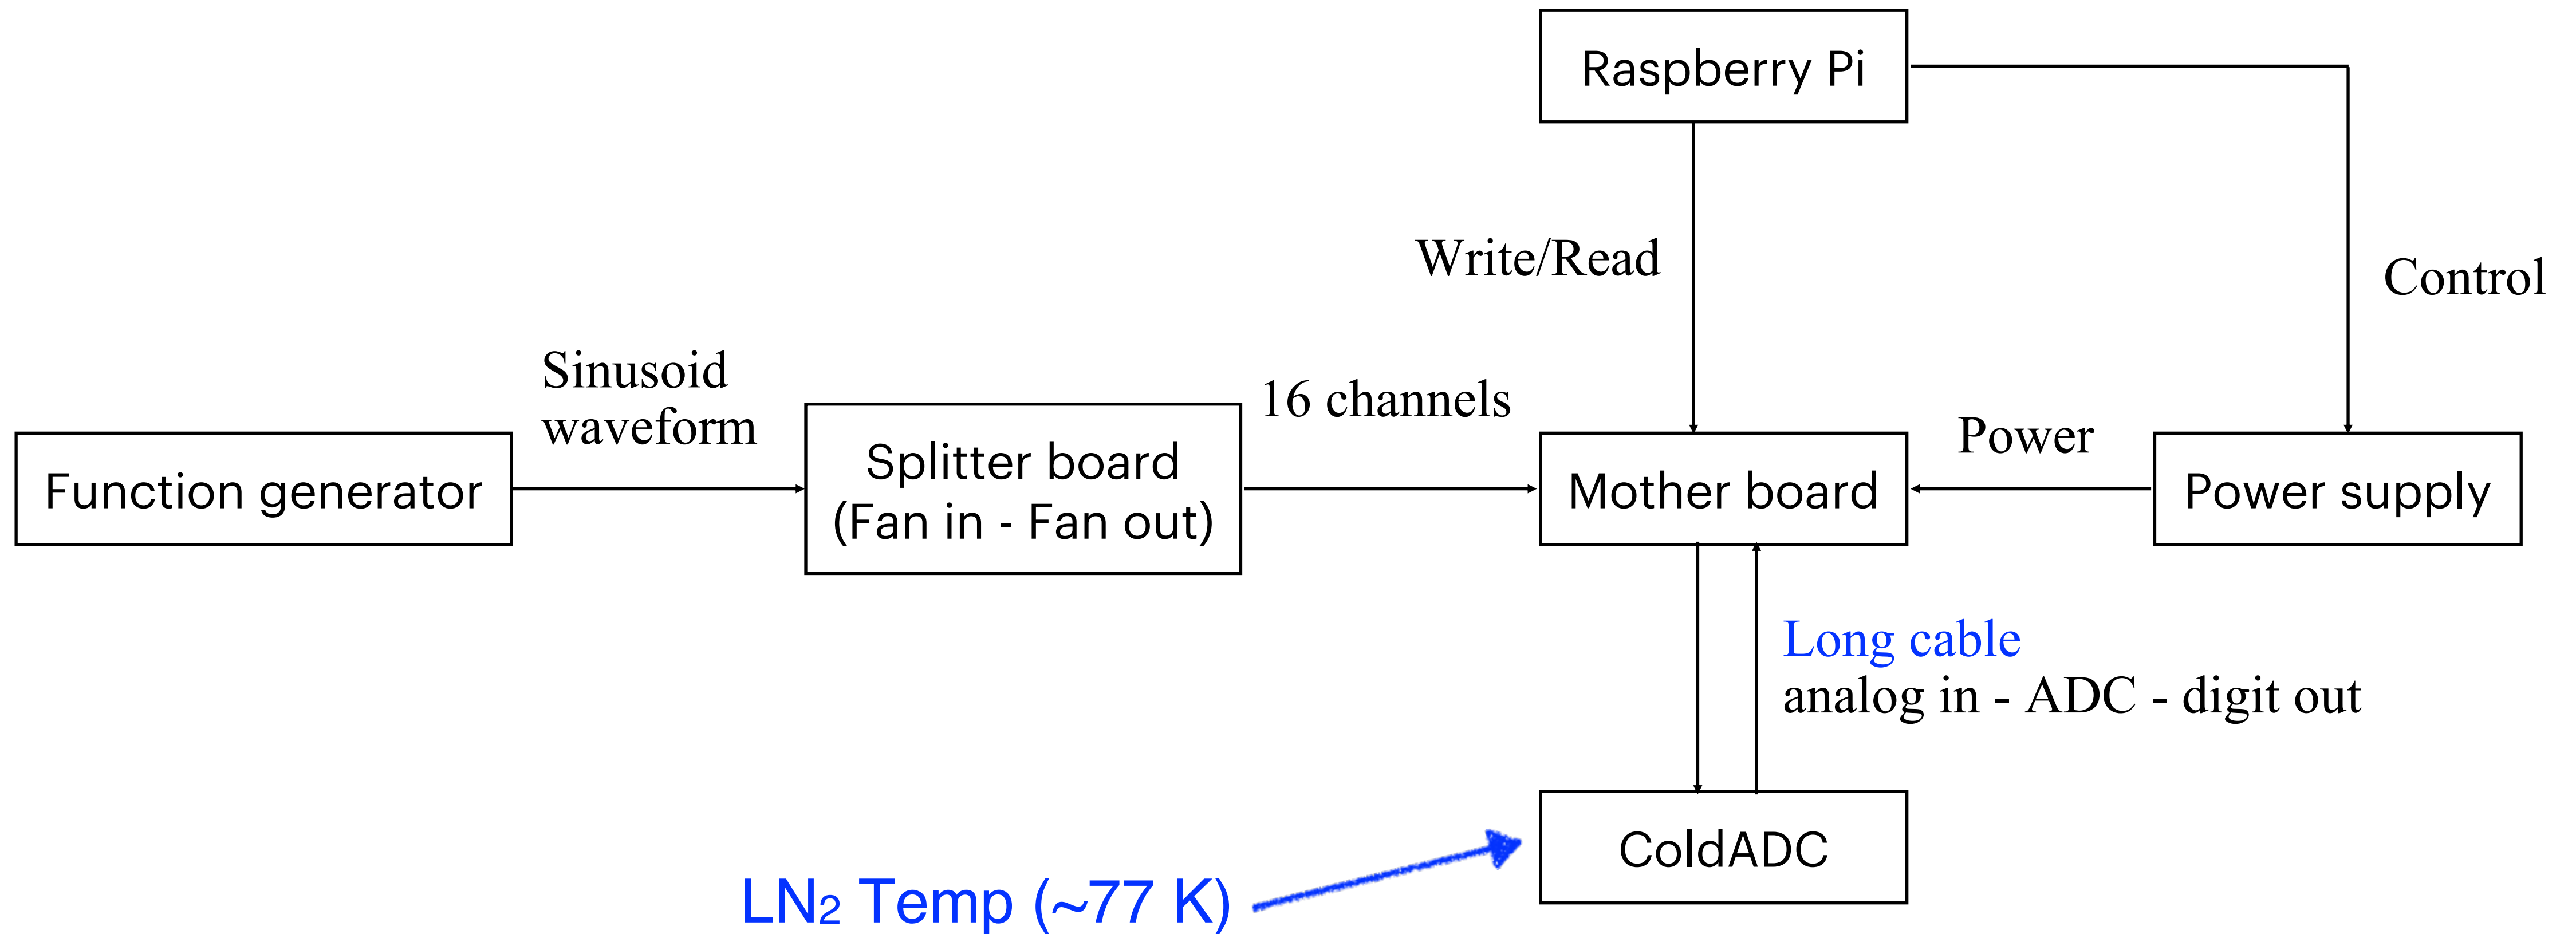 Raspberry Pi
Write/Read
Control
Sinusoid
waveform
16 channels
Power
Function generator
Splitter board
(Fan in - Fan out)
Mother board
Power supply
Long cable
analog in - ADC - digit out
ColdADC
LN₂ Temp (~77 K)